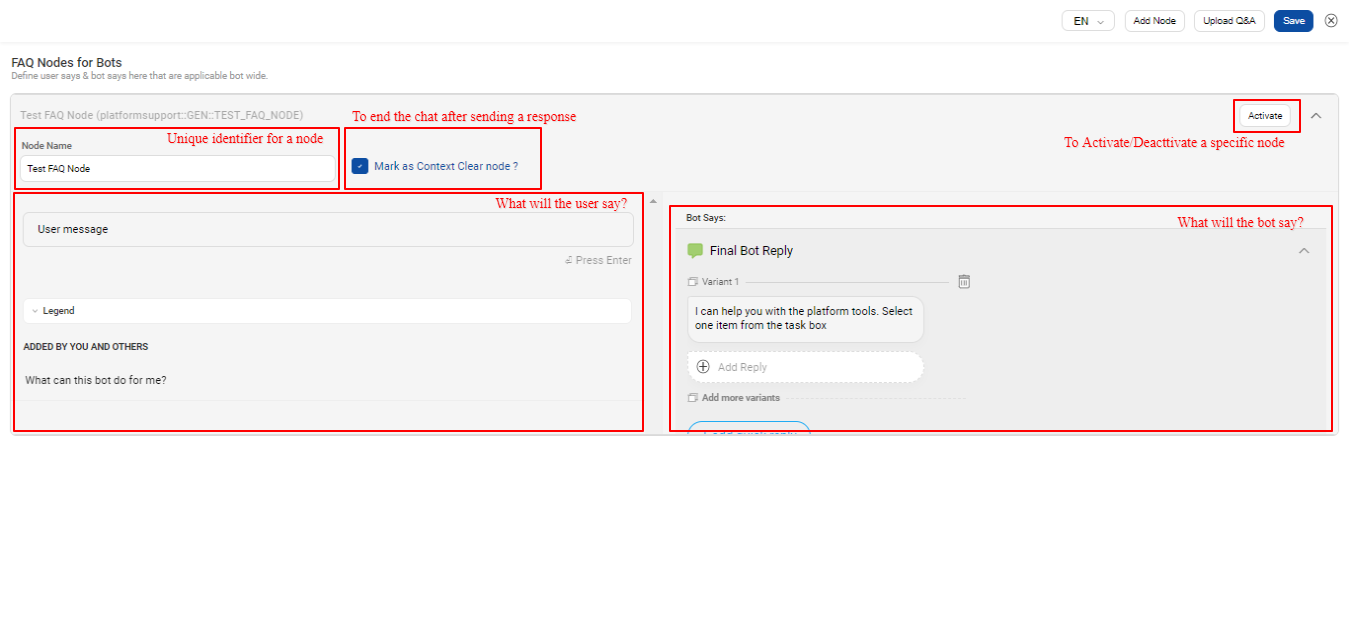 EN
Add Node
Upload Q&A
Save
FAQ Nodes for Bots
Define user says & bot says here that are applicable bot wide.
Test FAQ Node (platformsupport::GEN::TEST_FAQ_NODE)
To end the chat after sending a response
Activate
Unique identifier for a node
To Activate/Deacttivate a specific node
Node Name
Test FAQ Node
Mark as Context Clear node ?
What will the user say?
User message
Press Enter
Legend
ADDED BY YOU AND OTHERS
What can this bot do for me?
Bot Says:
What will the bot say?
Final Bot Reply
Variant 1
I can help you with the platform tools. Select
one item from the task box
Add Reply
Add more variants
+ Add quick reply